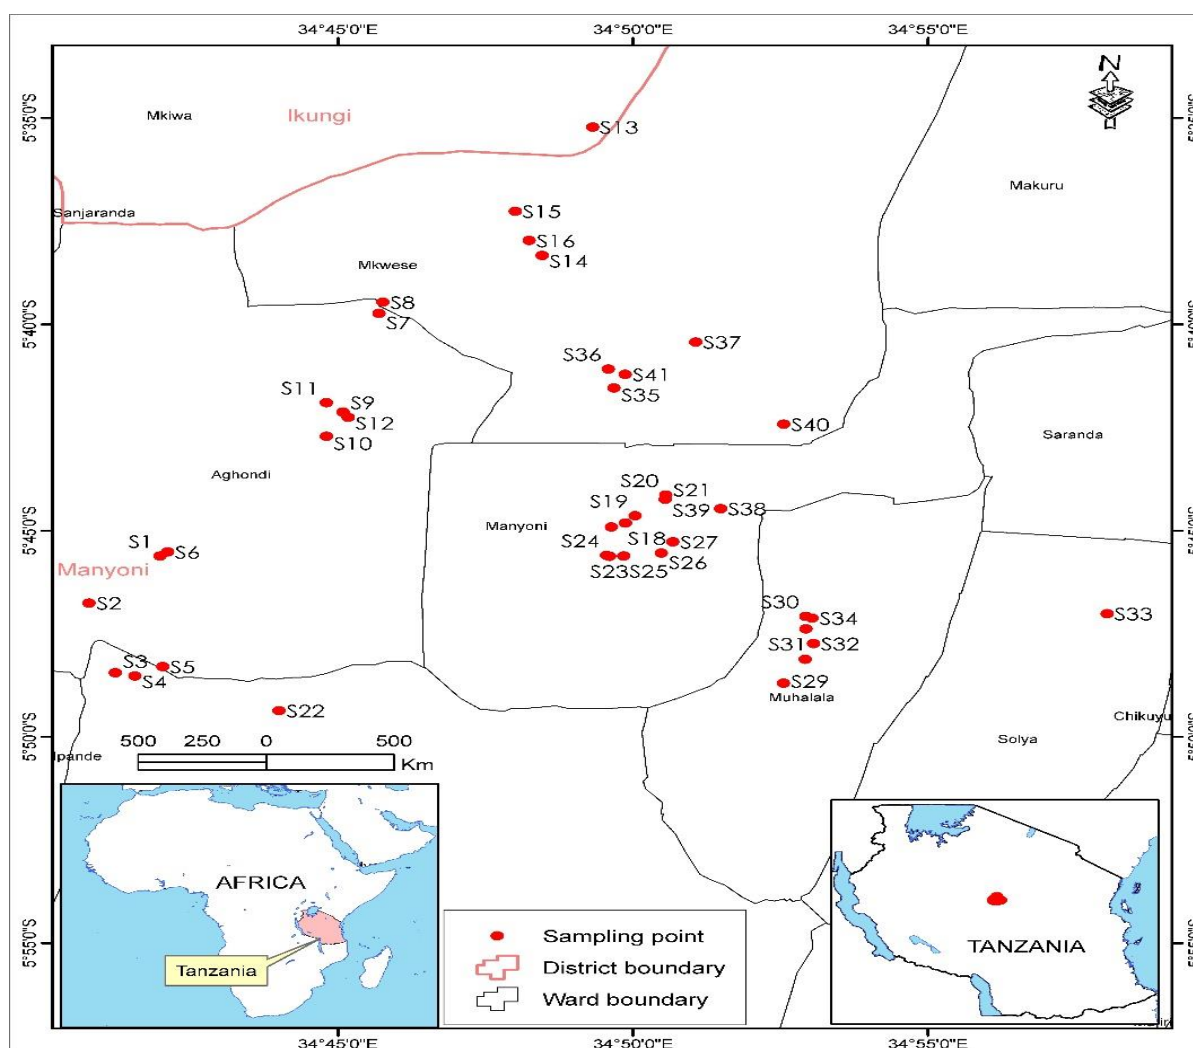 34°45'0"E 34°50'0"E 34°55'0"E
N
5°35'0"S
Mkiwa
Ikungi
S13
Makuru
Sanjaranda
S15
S16
S14
Mkwese
S8
S7
5°40'0"S
S37
S36
S41
S35
S11
S9
S12
S10
S40
Saranda
Aghondi
S20
S21
S19
S39
S38
Manyoni
S18
S27
S24
S26
S23
S25
5°45'0"S
S1
S6
Manyoni
S2
S30
S34
S33
S31
S32
S3
S5
S4
S29
Muhalala
S22
Chikuyu
Solya
5°50'0"S
Ipande
500 250 0 500
Km
AFRICA
Tanzania
TANZANIA
Sampling point
District boundary
Ward boundary
5°55'0"S
34°45'0"E 34°50'0"E 34°55'0"E